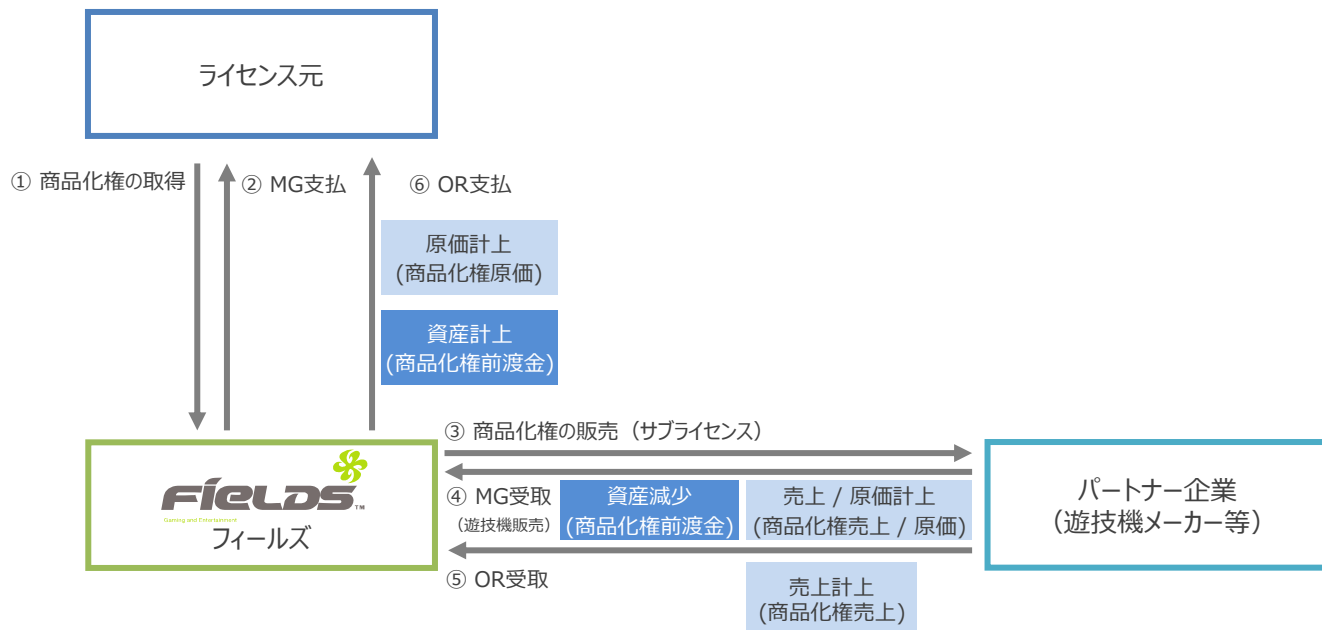 ライセンス元
① 商品化権の取得
② MG支払
⑥ OR支払
原価計上
(商品化権原価)
資産計上
(商品化権前渡金)
FIELDS™
Gaming and Entertainment
フィールズ
③ 商品化権の販売（サブライセンス）
④ MG受取
（遊技機販売）
資産減少
(商品化権前渡金)
売上 / 原価計上
(商品化権売上 / 原価)
⑤ OR受取
売上計上
(商品化権売上)
パートナー企業
（遊技機メーカー等）